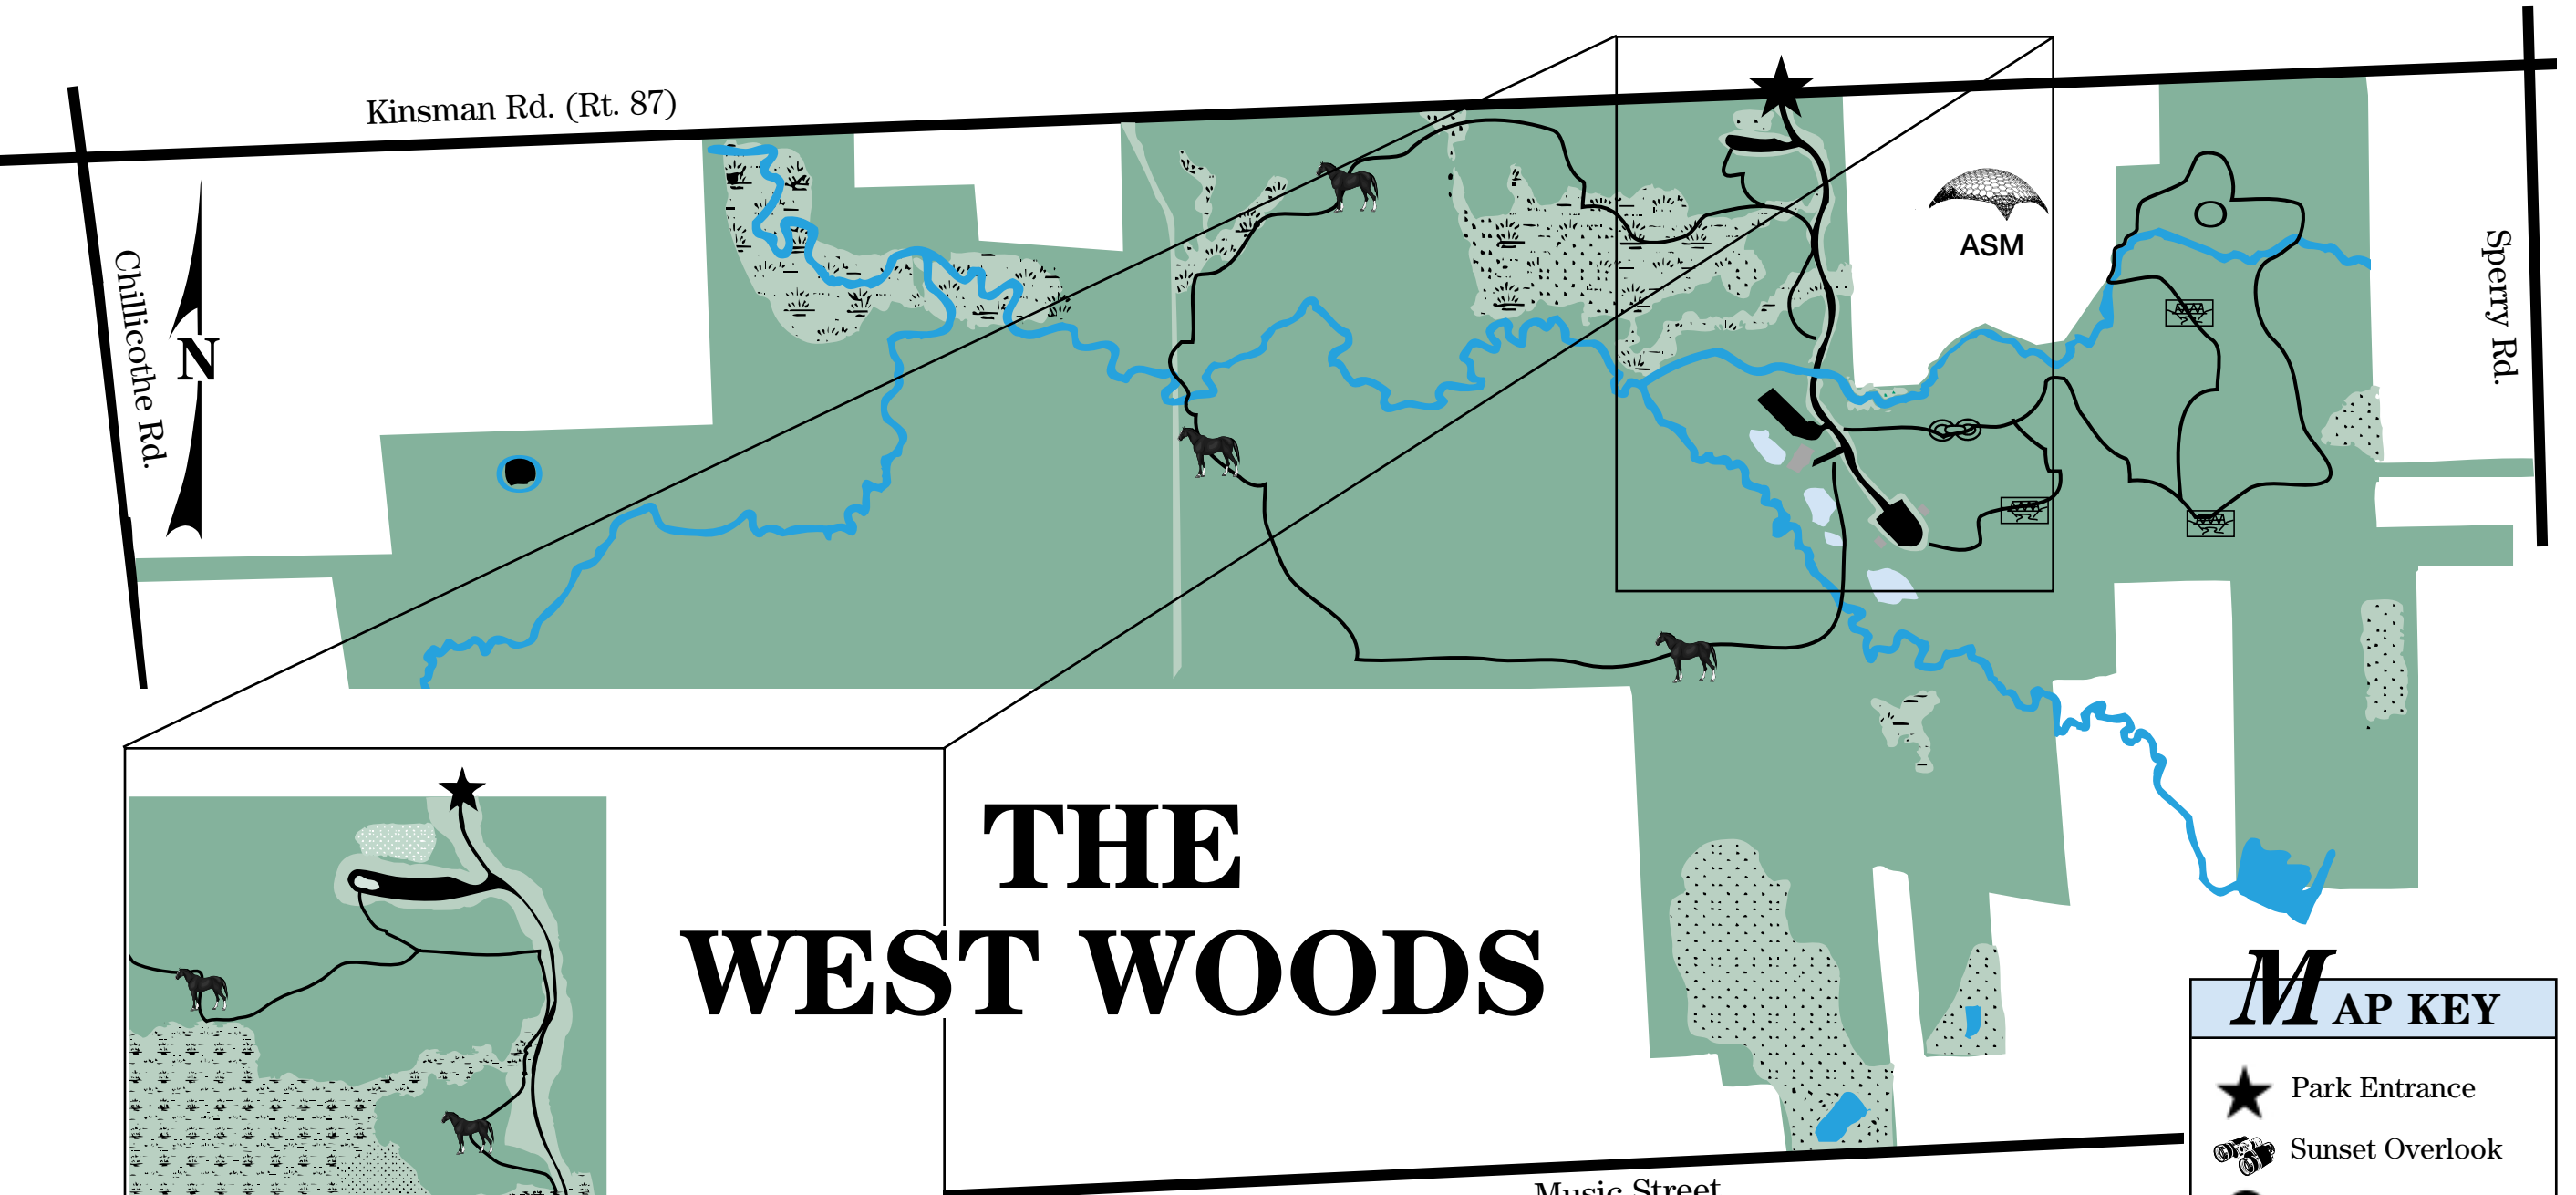 Kinsman Rd. (Rt. 87)
Chillicothe Rd.
N
ASM
Sperry Rd.
THE
WEST WOODS
MAP KEY
Park Entrance
Sunset Overlook
Music Street